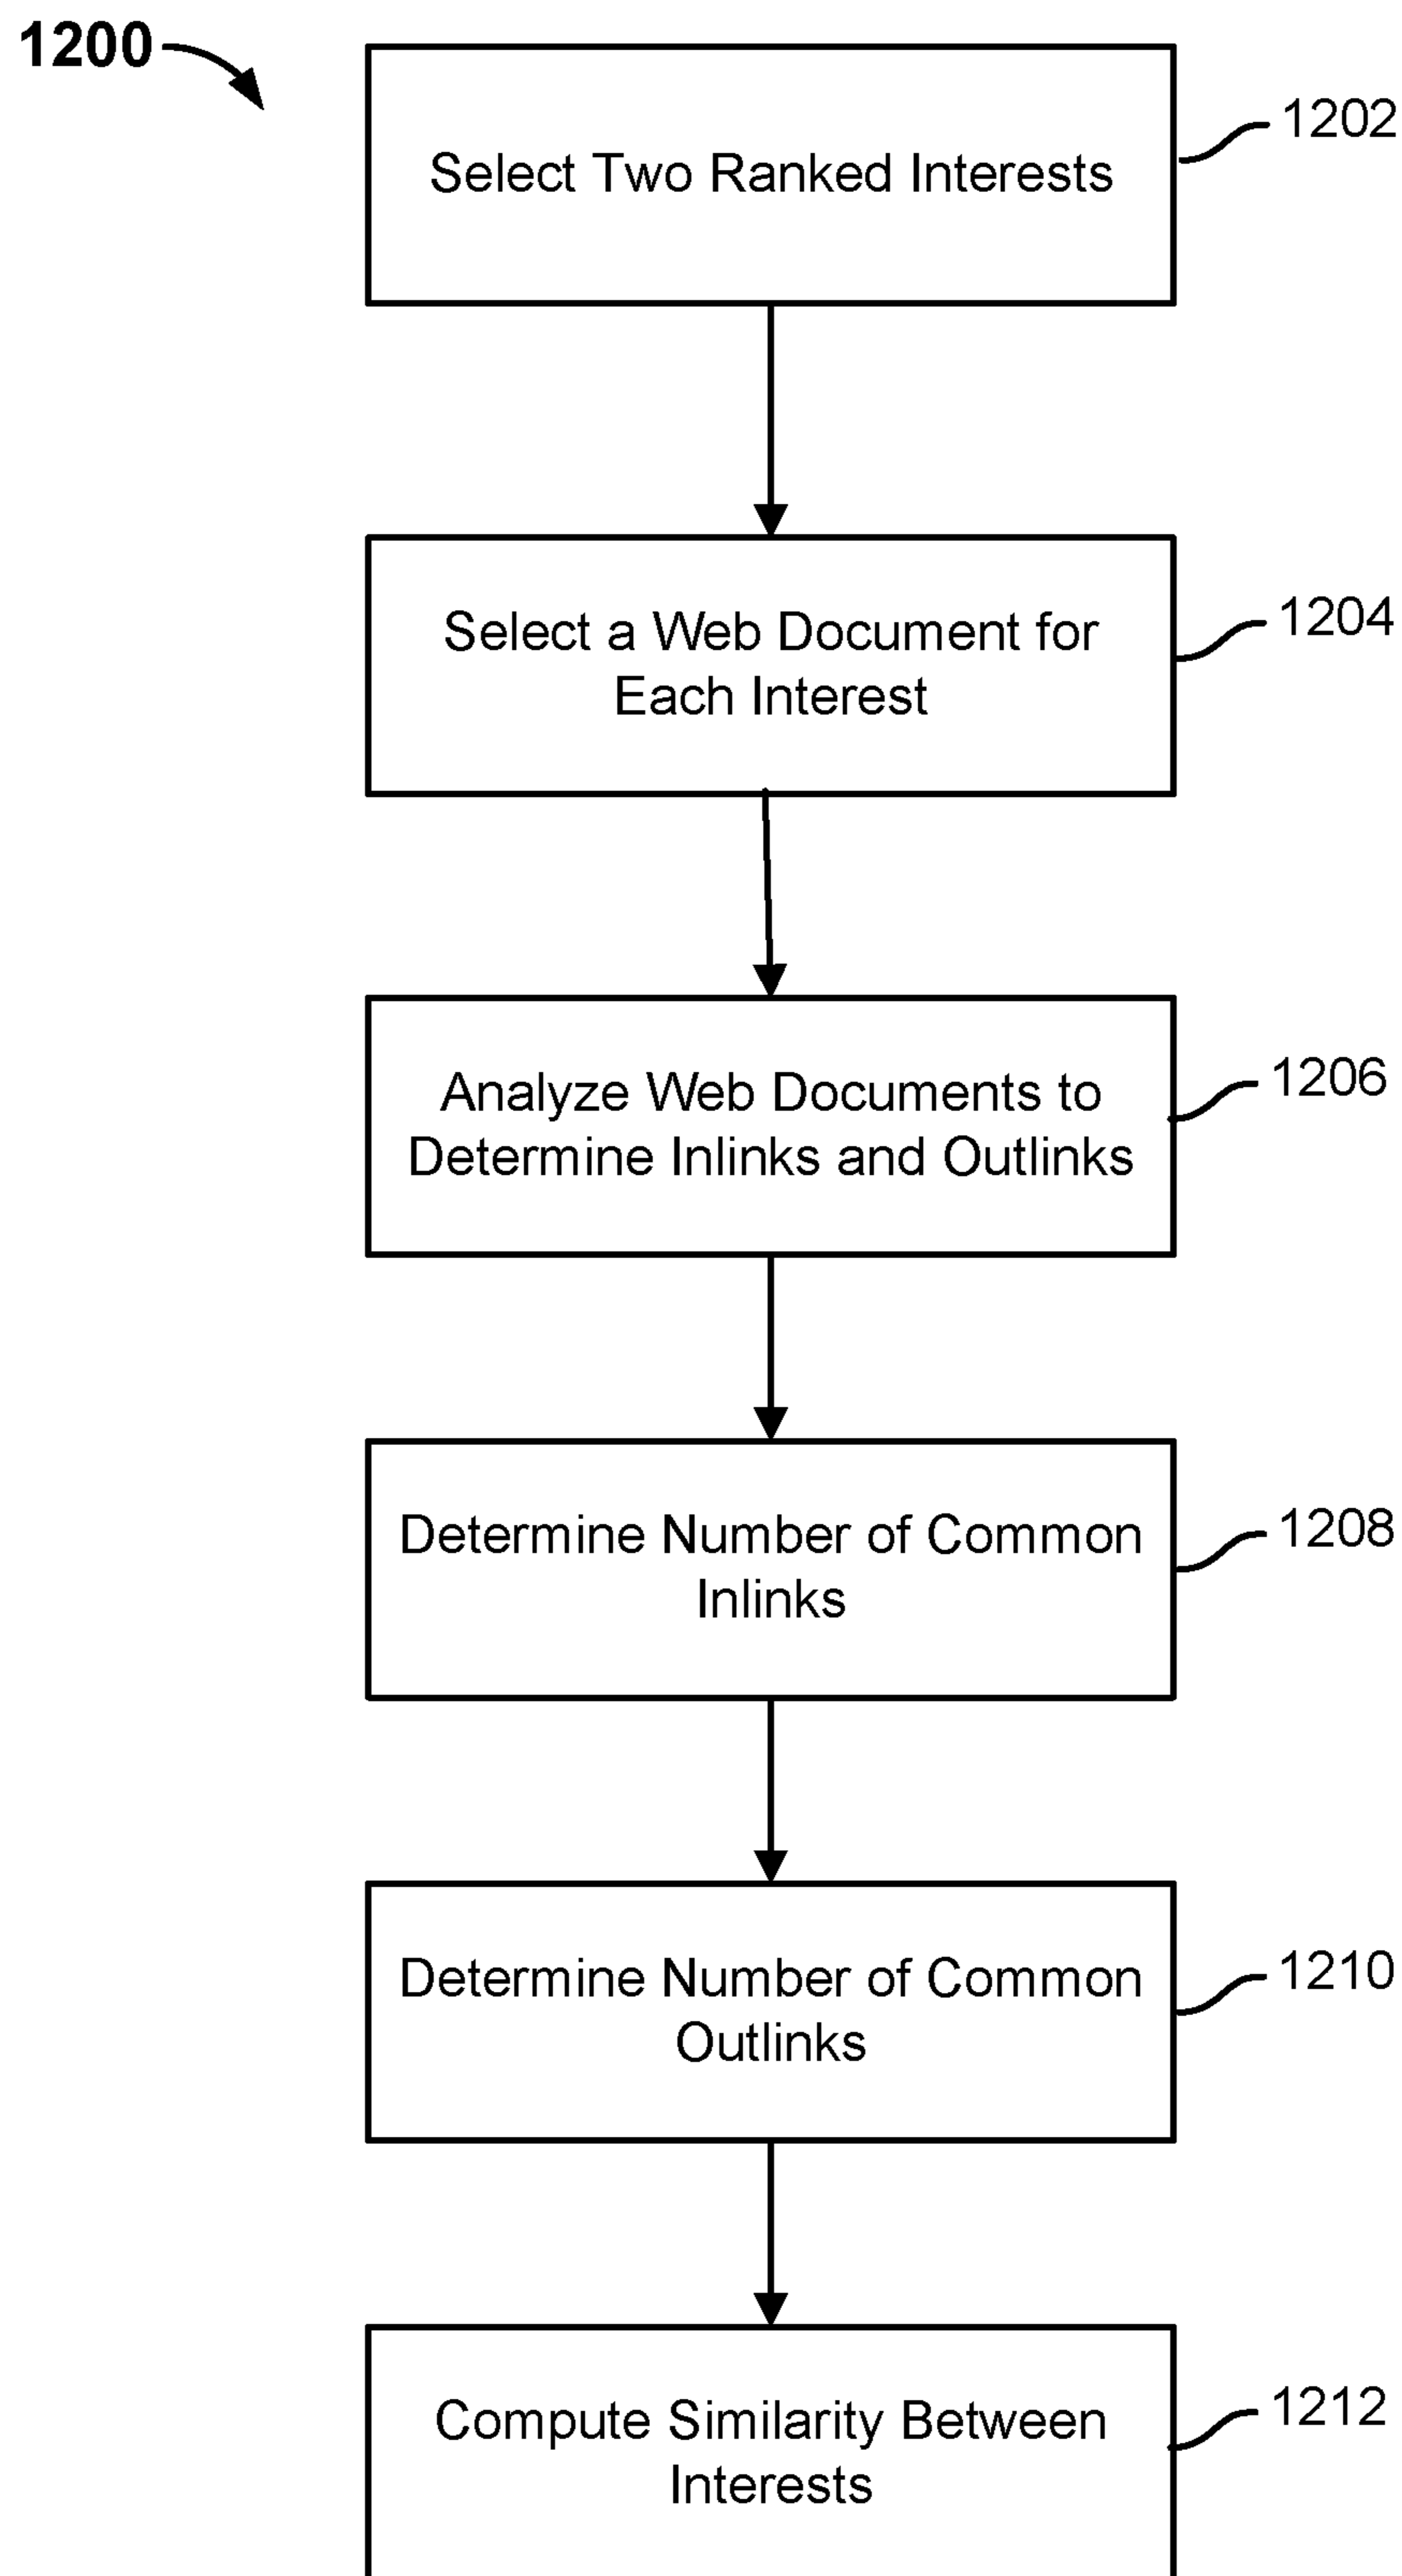 1200
Select Two Ranked Interests
1202
Select a Web Document for
Each Interest
1204
Analyze Web Documents to
Determine Inlinks and Outlinks
1206
Determine Number of Common
Inlinks
1208
Determine Number of Common
Outlinks
1210
Compute Similarity Between
Interests
1212